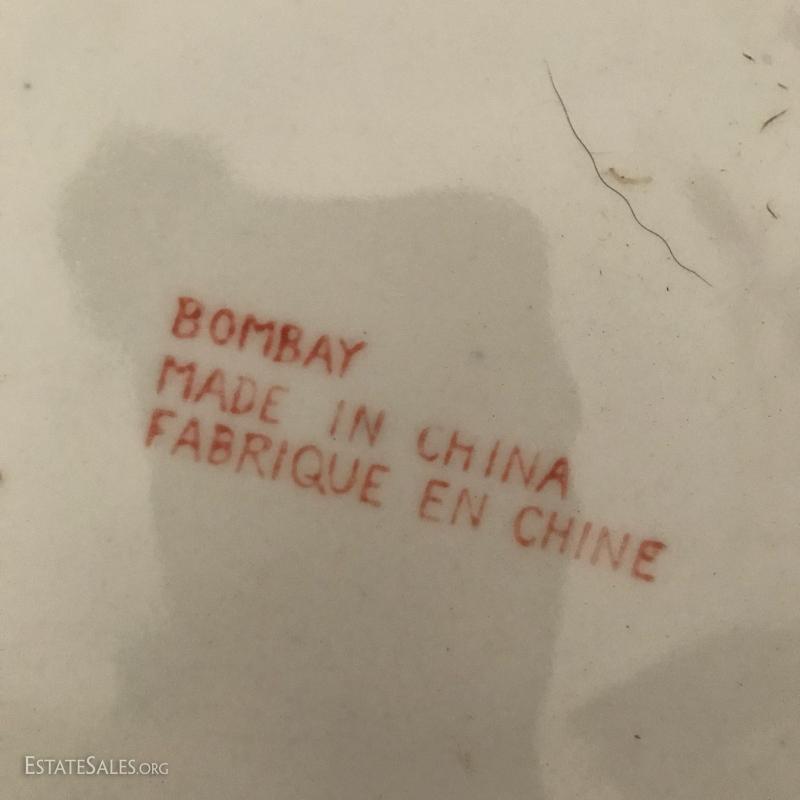 BOMBAY
MADE IN CHINA
FABRIQUE EN CHINE
ESTATESALES.ORG